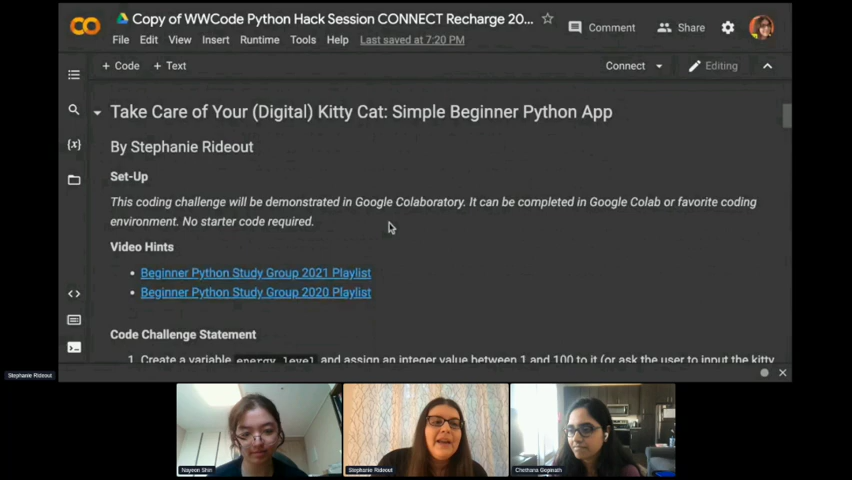 Copy of WWCode Python Hack Session CONNECT Recharge 20...
Comment
Share
File Edit View Insert Runtime Tools Help Last saved at 7:20 PM
+ Code + Text
Connect
Editing
Take Care of Your (Digital) Kitty Cat: Simple Beginner Python App
By Stephanie Rideout
Set-Up
This coding challenge will be demonstrated in Google Colaboratory. It can be completed in Google Colab or favorite coding
environment. No starter code required.
Video Hints
• Beginner Python Study Group 2021 Playlist
• Beginner Python Study Group 2020 Playlist
Code Challenge Statement
1. Create a variable energy_level and assign an integer value between 1 and 100 to it (or ask the user to input the kitty
Stephanie Rideout
Nayeon Shin
Stephanie Rideout
Chethana Gopinath